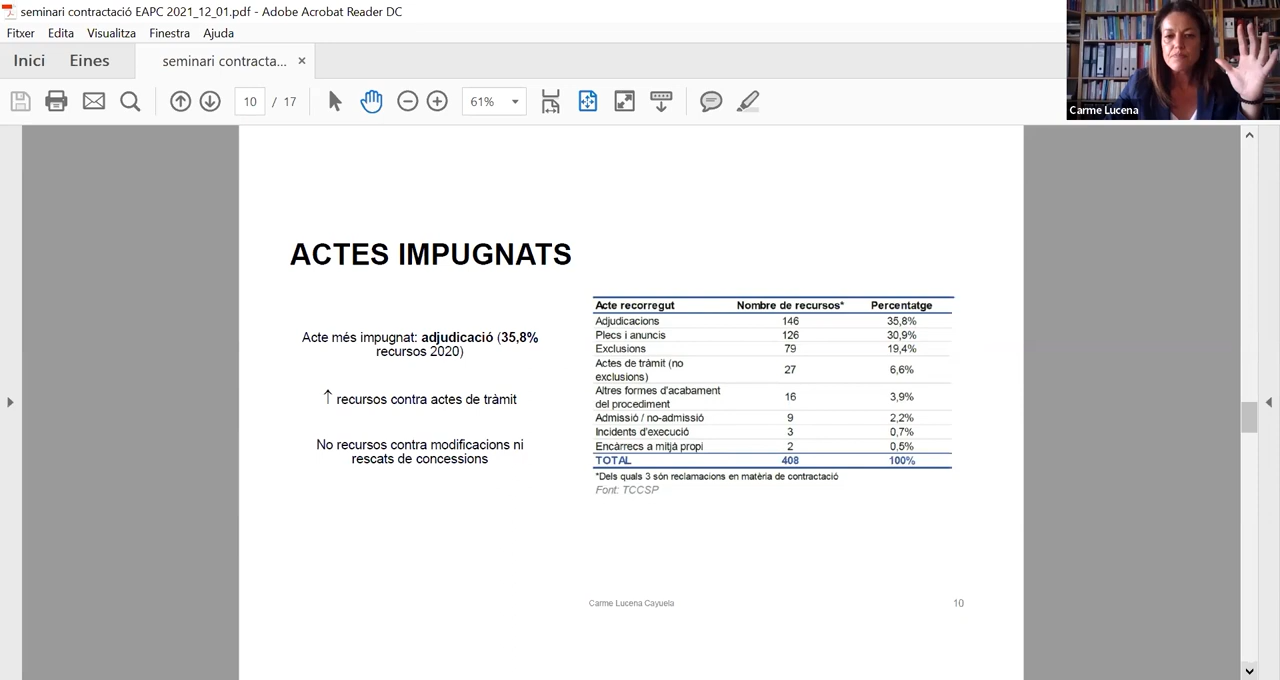 seminari contractació EAPC 2021_12_01.pdf - Adobe Acrobat Reader DC
Fitxer Edita Visualitza Finestra Ajuda
Inici Eines seminari contracta... ×
10 / 17 61%
Carme Lucena
ACTES IMPUGNATS
Acte més impugnat: adjudicació (35,8%
recursos 2020)
↑ recursos contra actes de tràmit
No recursos contra modificacions ni
rescats de concessions
Acte recorregut Nombre de recursos* Percentatge
Adjudicacions 146 35,8%
Plecs i anuncis 126 30,9%
Exclusions 79 19,4%
Actes de tràmit (no
exclusions) 27 6,6%
Altres formes d'acabament
del procediment 16 3,9%
Admissió / no-admissió 9 2,2%
Incidents d'execució 3 0,7%
Encàrrecs a mitjà propi 2 0,5%
TOTAL 408 100%
*Dels quals 3 són reclamacions en matèria de contractació
Font: TCCSP
Carme Lucena Cayuela 10